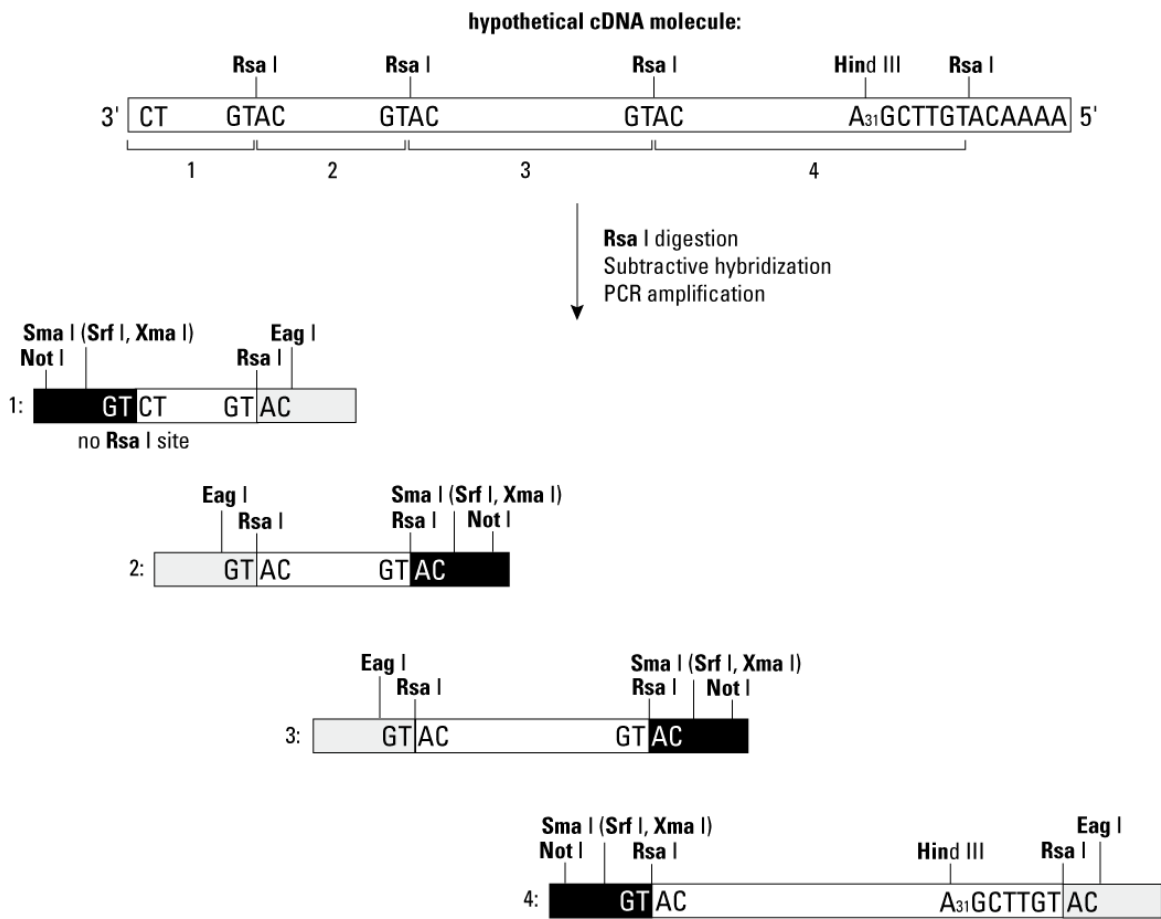 hypothetical cDNA molecule:
Rsa I Rsa I Rsa I Hind III Rsa I
3' CT GTAC GTAC GTAC A31GCTTGTACAAAA 5'
1 2 3 4
Rsa I digestion
Subtractive hybridization
PCR amplification
Sma I (Srf I, Xma I) Eag I
Not I Rsa I
1: GT CT GT AC
no Rsa I site
Eag I Sma I (Srf I, Xma I)
Rsa I Rsa I Not I
2: GT AC GT AC
Eag I Sma I (Srf I, Xma I)
Rsa I Rsa I Not I
3: GT AC GT AC
Sma I (Srf I, Xma I) Eag I
Not I Rsa I Hind III Rsa I
4: GT AC A31GCTTGT AC